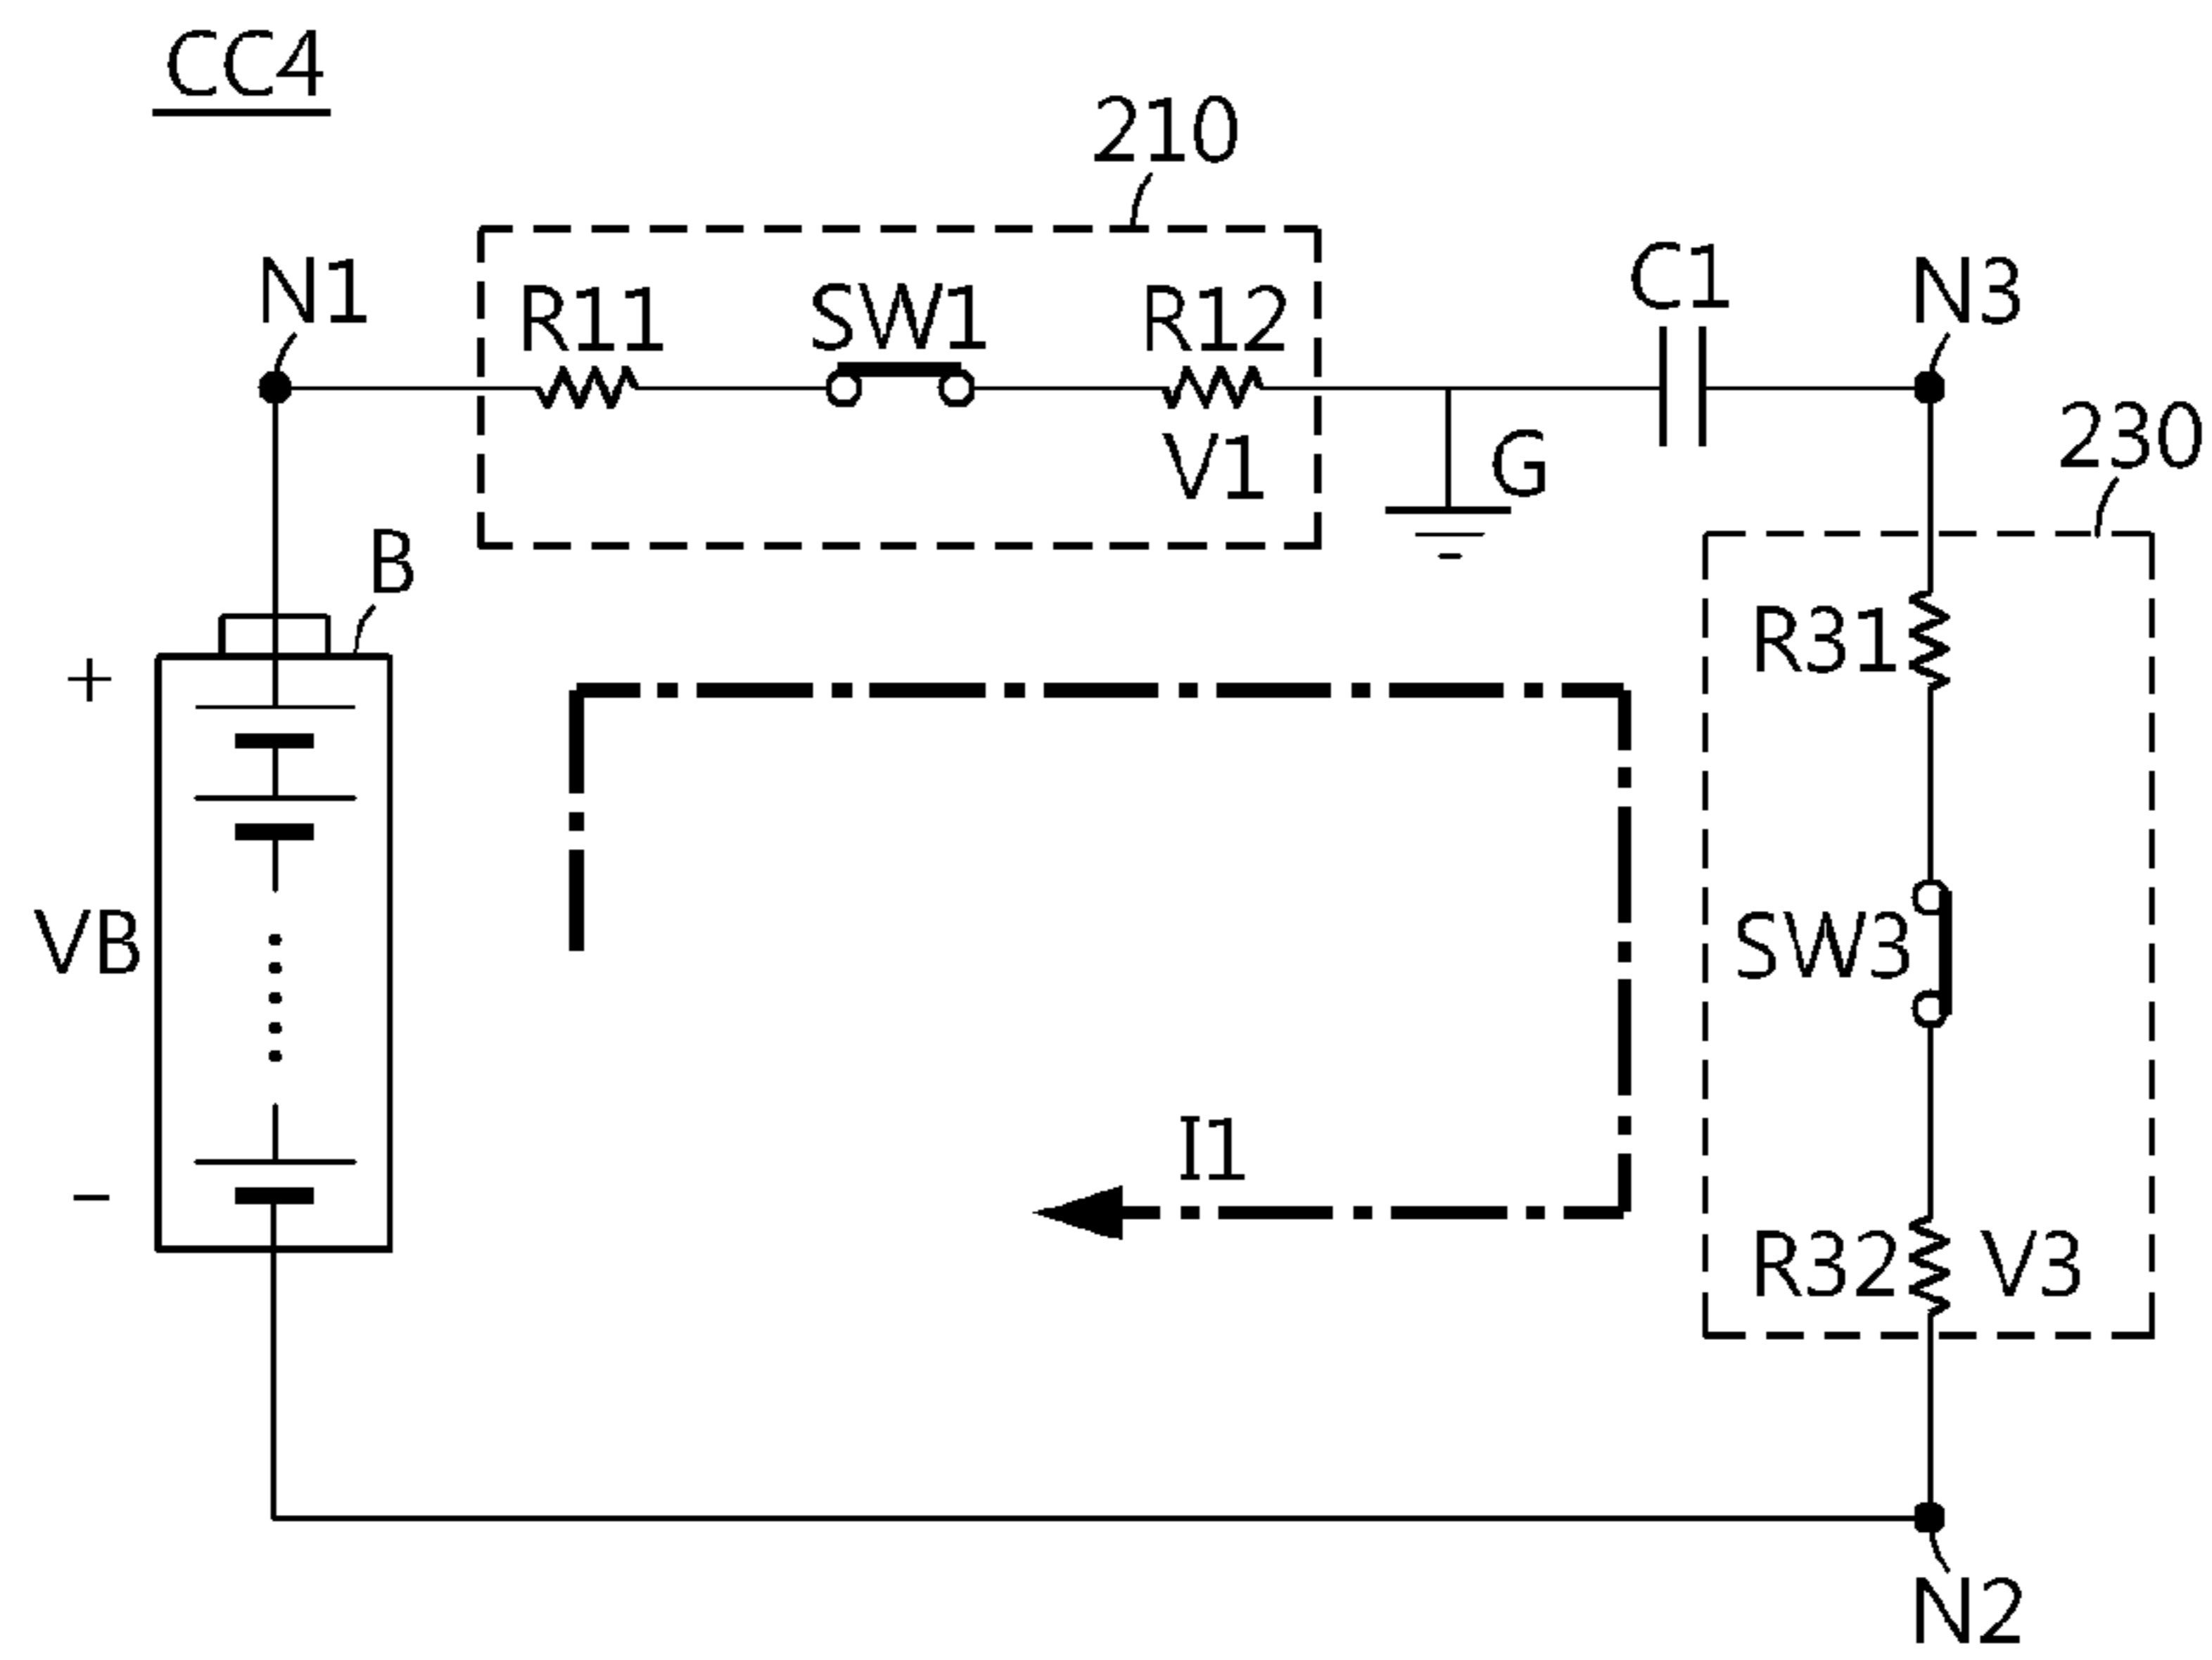 CC4
210
N1
R11
SW1
R12
C1
N3
V1
G
230
B
+
R31
VB
SW3
I1
−
R32
V3
N2